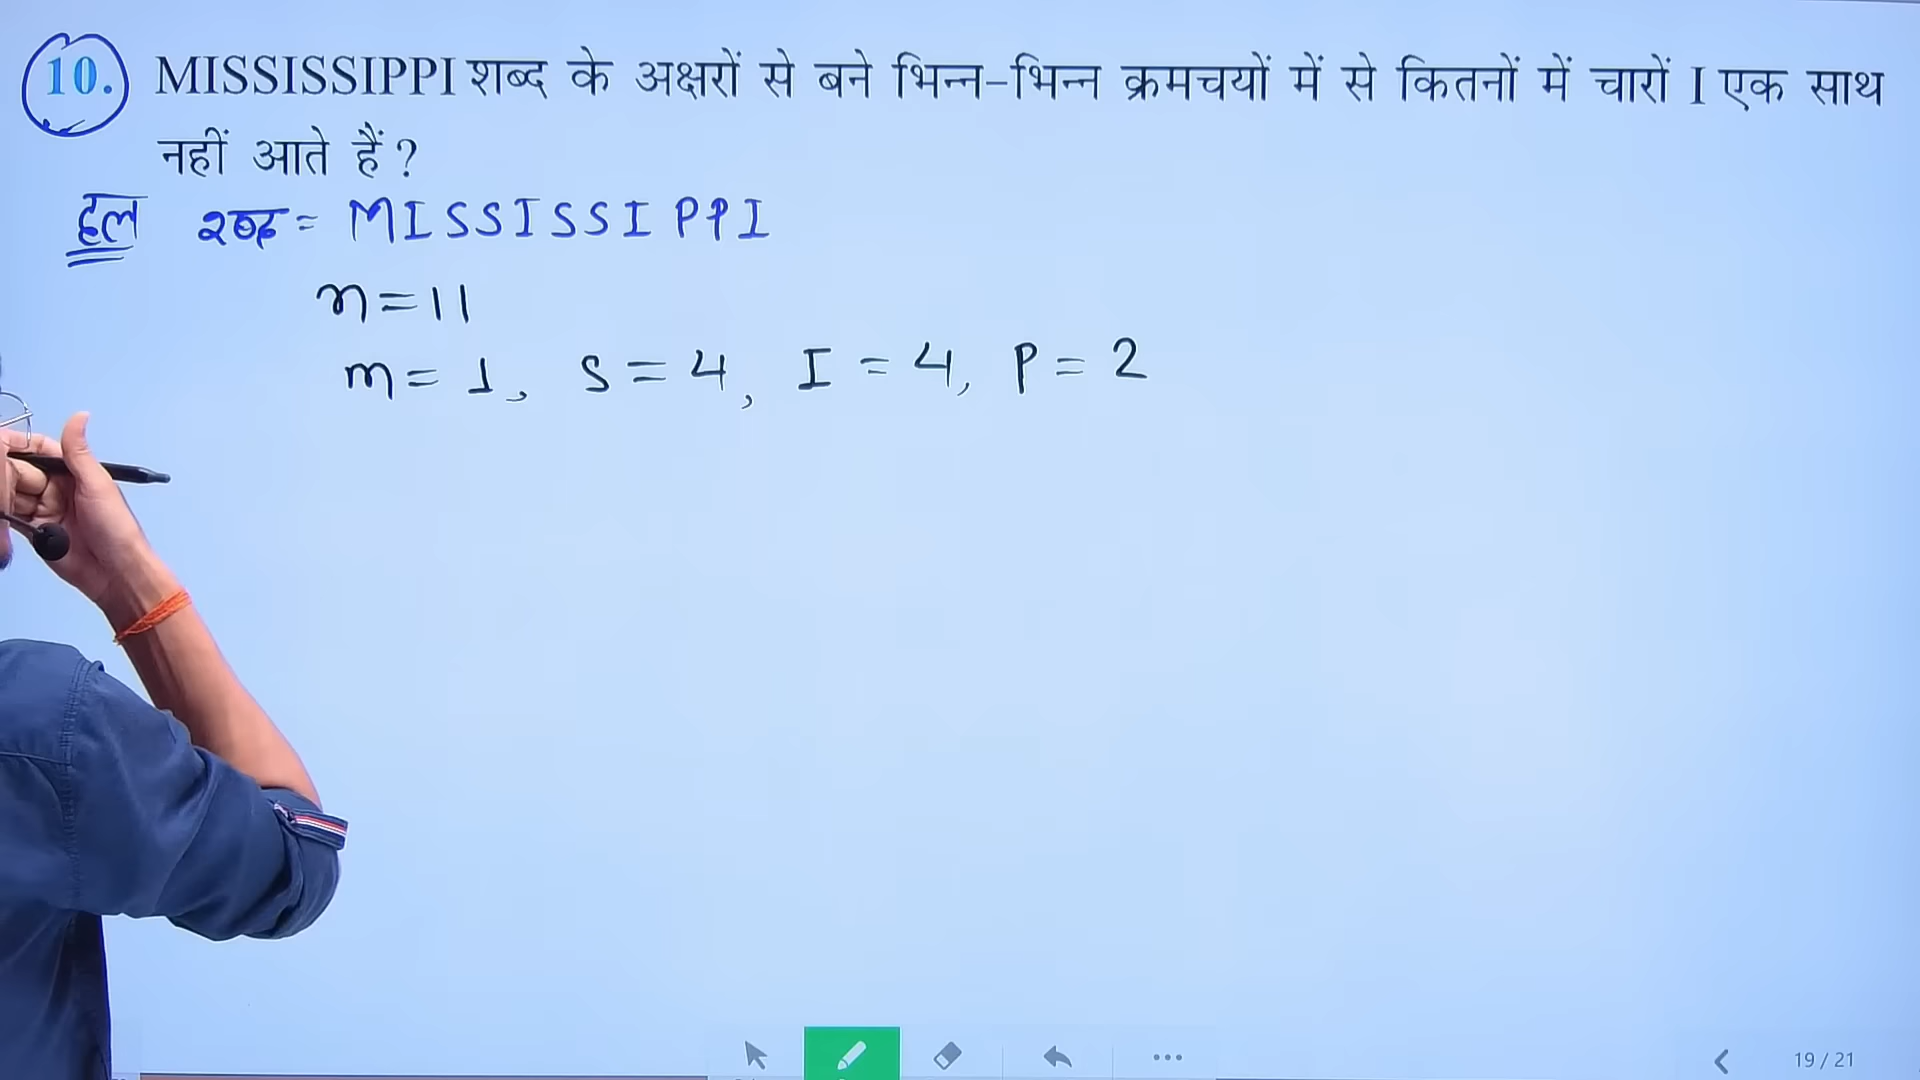 10. MISSISSIPPI शब्द के अक्षरों से बने भिन्न-भिन्न क्रमचयों में से कितनों में चारों I एक साथ
नहीं आते हैं?
हल शब्द = MISSISSIPPI
n = 11
m = 1, S = 4, I = 4, P = 2
19 / 21